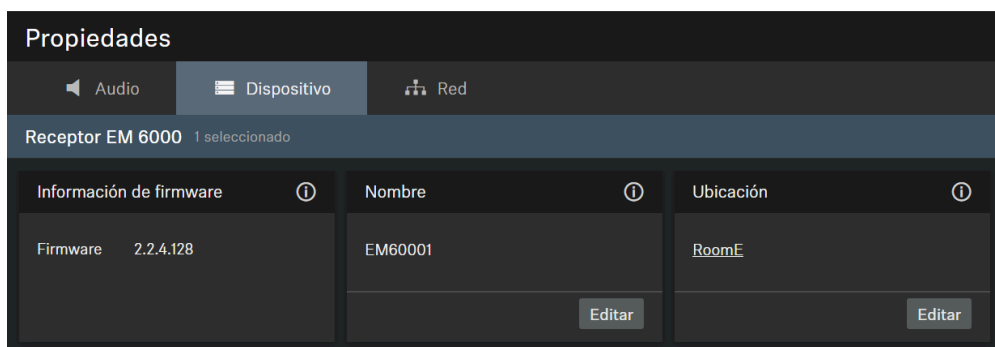 Propiedades
Audio
Dispositivo
Red
Receptor EM 6000 1 seleccionado
Información de firmware
Nombre
Ubicación
Firmware 2.2.4.128
EM60001
RoomE
Editar
Editar